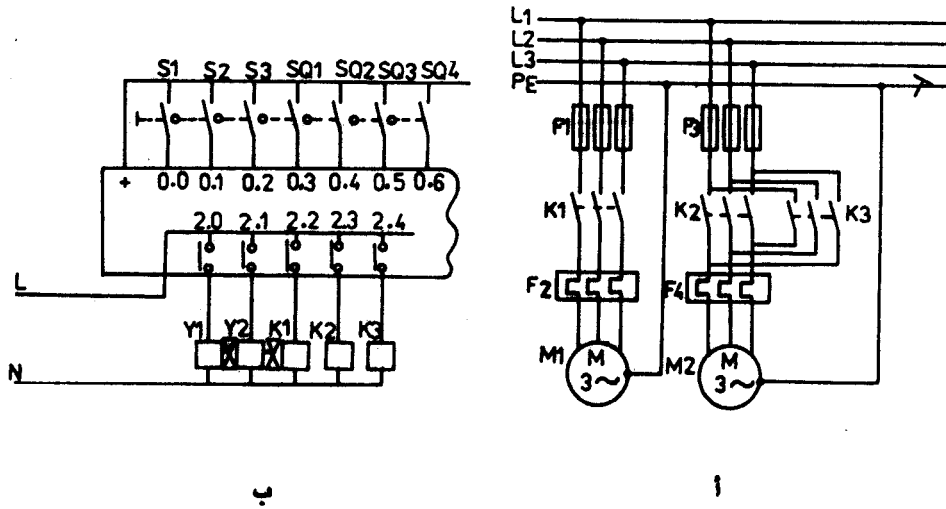 S1 S2 S3 SQ1 SQ2 SQ3 SQ4
+ 0.0 0.1 0.2 0.3 0.4 0.5 0.6
2.0 2.1 2.2 2.3 2.4
L
Y1 Y2 K1 K2 K3
N
ب
L1
L2
L3
PE
F1 F3
K1 K2 K3
F2 F4
M1 M 3~ M2 M 3~
أ